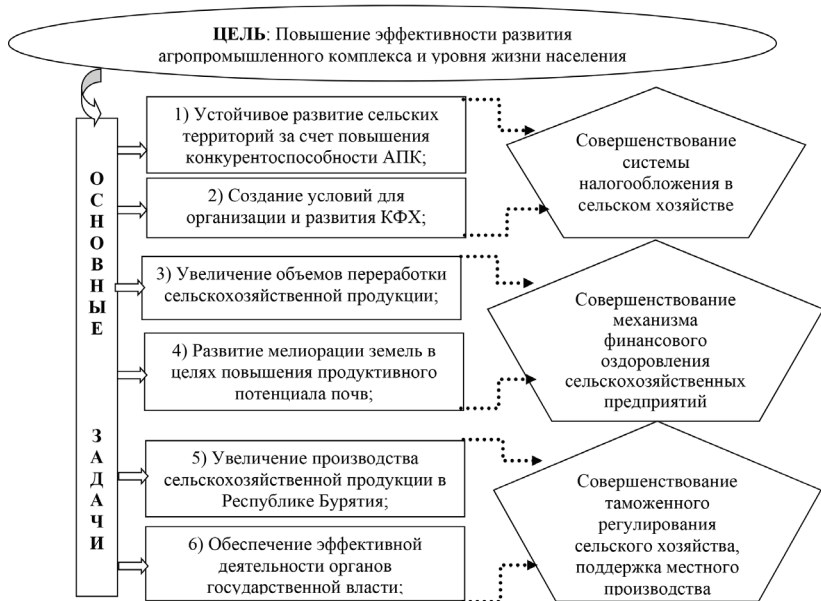 ЦЕЛЬ: Повышение эффективности развития
агропромышленного комплекса и уровня жизни населения
ОСНОВНЫЕ
ЗАДАЧИ
1) Устойчивое развитие сельских
территорий за счет повышения
конкурентоспособности АПК;
2) Создание условий для
организации и развития КФХ;
3) Увеличение объемов переработки
сельскохозяйственной продукции;
4) Развитие мелиорации земель в
целях повышения продуктивного
потенциала почв;
5) Увеличение производства
сельскохозяйственной продукции в
Республике Бурятия;
6) Обеспечение эффективной
деятельности органов
государственной власти;
Совершенствование
системы
налогообложения в
сельском хозяйстве
Совершенствование
механизма
финансового
оздоровления
сельскохозяйственных
предприятий
Совершенствование
таможенного
регулирования
сельского хозяйства,
поддержка местного
производства